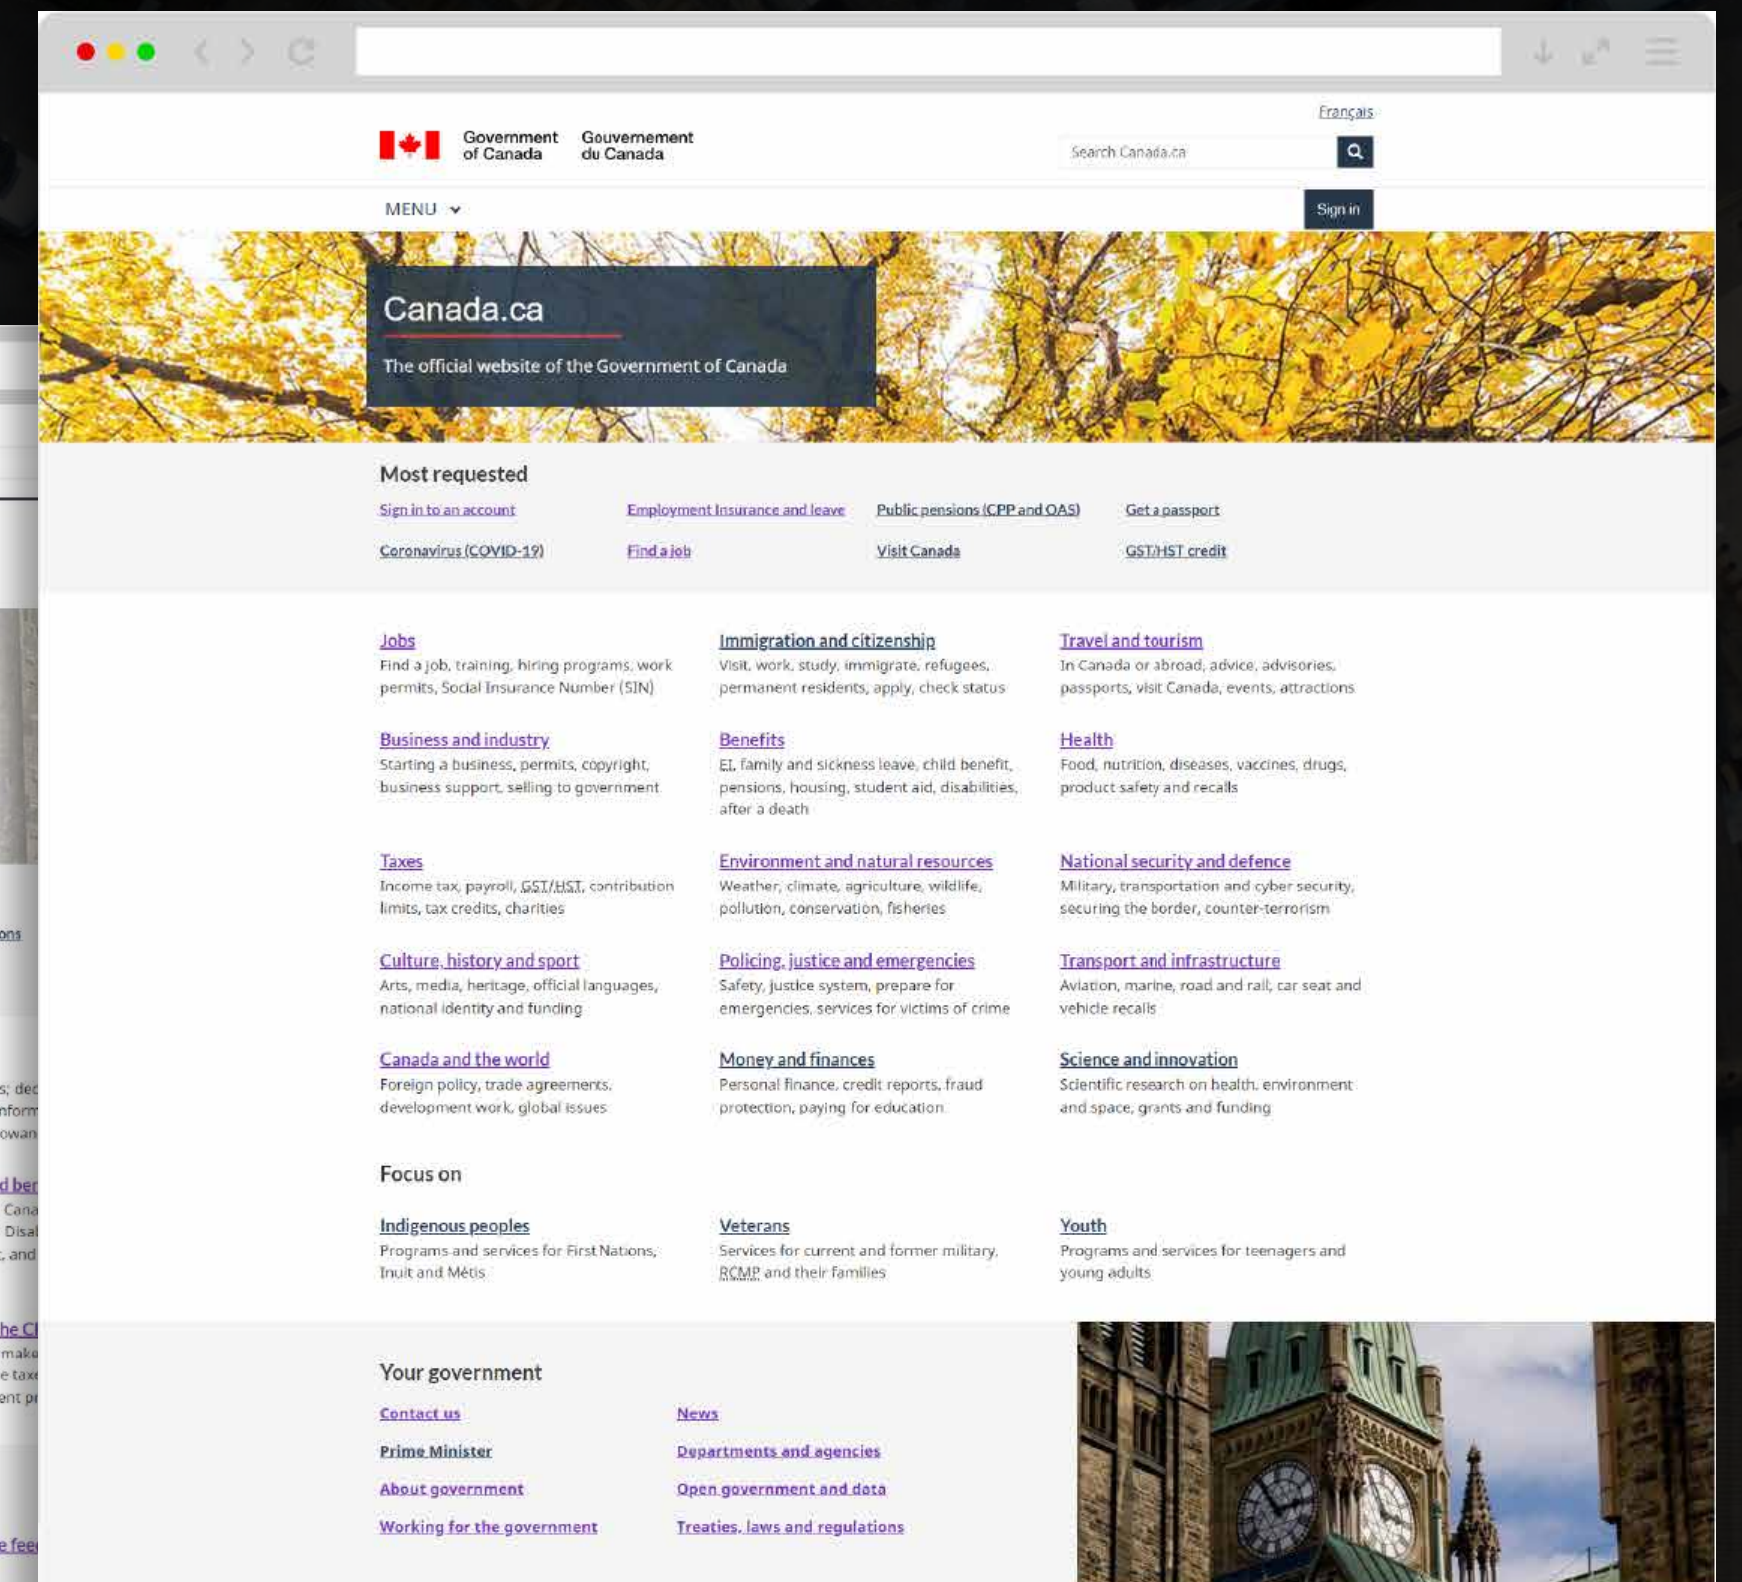 Français
Government
of Canada
Gouvernement
du Canada
Search Canada.ca
MENU
Sign in
Canada.ca
The official website of the Government of Canada
Most requested
Sign in to an account
Employment Insurance and leave
Public pensions (CPP and OAS)
Get a passport
Coronavirus (COVID-19)
Find a job
Visit Canada
GST/HST credit
Jobs
Find a job, training, hiring programs, work
permits, Social Insurance Number (SIN)
Immigration and citizenship
Visit, work, study, immigrate, refugees,
permanent residents, apply, check status
Travel and tourism
In Canada or abroad, advice, advisories,
passports, visit Canada, events, attractions
Business and industry
Starting a business, permits, copyright,
business support, selling to government
Benefits
EI, family and sickness leave, child benefit,
pensions, housing, student aid, disabilities,
after a death
Health
Food, nutrition, diseases, vaccines, drugs,
product safety and recalls
Taxes
Income tax, payroll, GST/HST, contribution
limits, tax credits, charities
Environment and natural resources
Weather, climate, agriculture, wildlife,
pollution, conservation, fisheries
National security and defence
Military, transportation and cyber security,
securing the border, counter-terrorism
Culture, history and sport
Arts, media, heritage, official languages,
national identity and funding
Policing, justice and emergencies
Safety, justice system, prepare for
emergencies, services for victims of crime
Transport and infrastructure
Aviation, marine, road and rail, car seat and
vehicle recalls
Canada and the world
Foreign policy, trade agreements,
development work, global issues
Money and finances
Personal finance, credit reports, fraud
protection, paying for education
Science and innovation
Scientific research on health, environment
and space, grants and funding
Focus on
Indigenous peoples
Programs and services for First Nations,
Inuit and Métis
Veterans
Services for current and former military,
RCMP and their families
Youth
Programs and services for teenagers and
young adults
Your government
Contact us
News
Prime Minister
Departments and agencies
About government
Open government and data
Working for the government
Treaties, laws and regulations